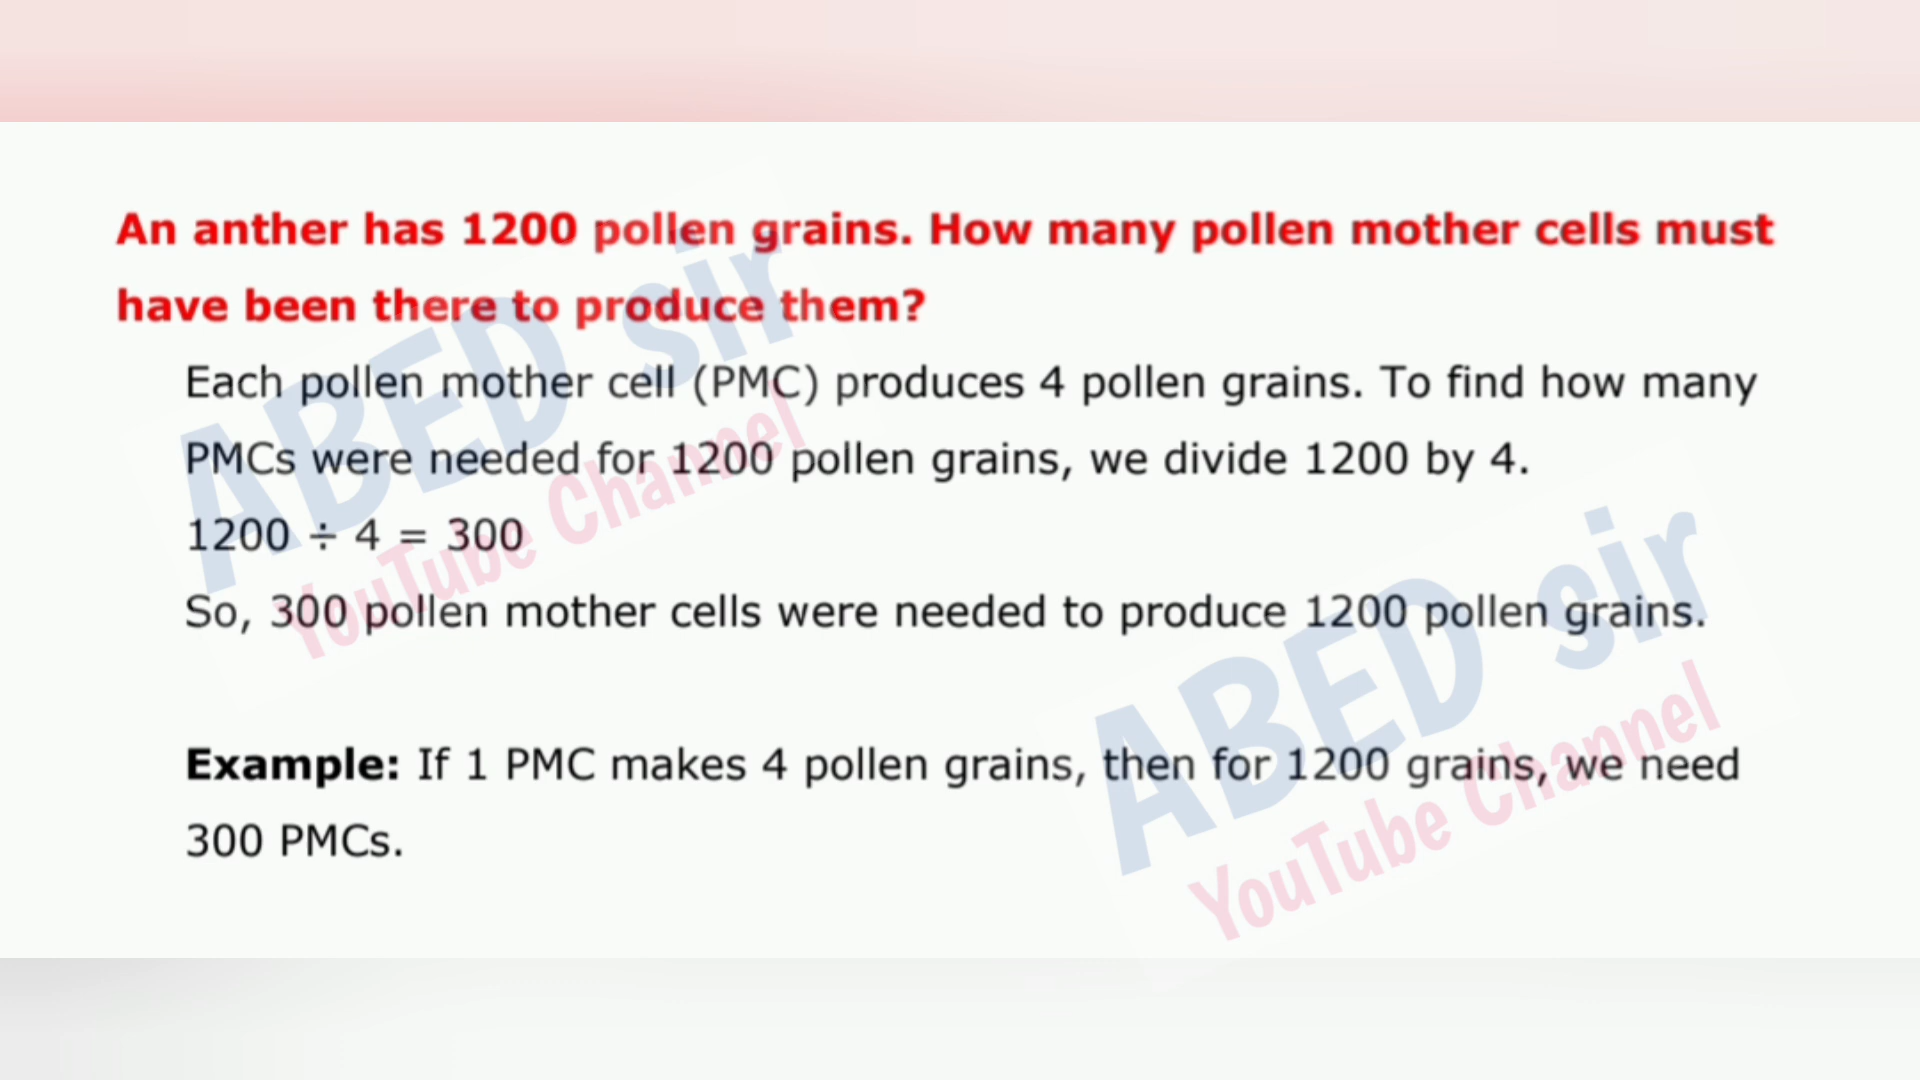 An anther has 1200 pollen grains. How many pollen mother cells must
have been there to produce them?
Each pollen mother cell (PMC) produces 4 pollen grains. To find how many
PMCs were needed for 1200 pollen grains, we divide 1200 by 4.
1200 ÷ 4 = 300
So, 300 pollen mother cells were needed to produce 1200 pollen grains.
Example: If 1 PMC makes 4 pollen grains, then for 1200 grains, we need
300 PMCs.
ABED sir
YouTube Channel
ABED sir
YouTube Channel